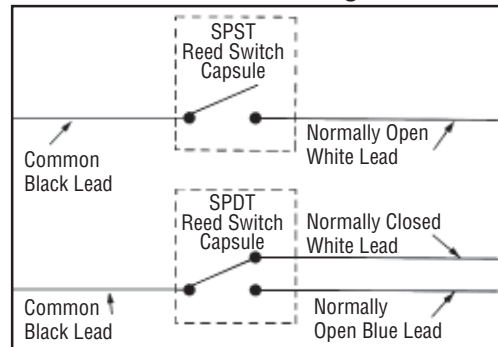 SPST
Reed Switch
Capsule
Common
Black Lead
Normally Open
White Lead
SPDT
Reed Switch
Capsule
Normally Closed
White Lead
Common
Black Lead
Normally
Open Blue Lead